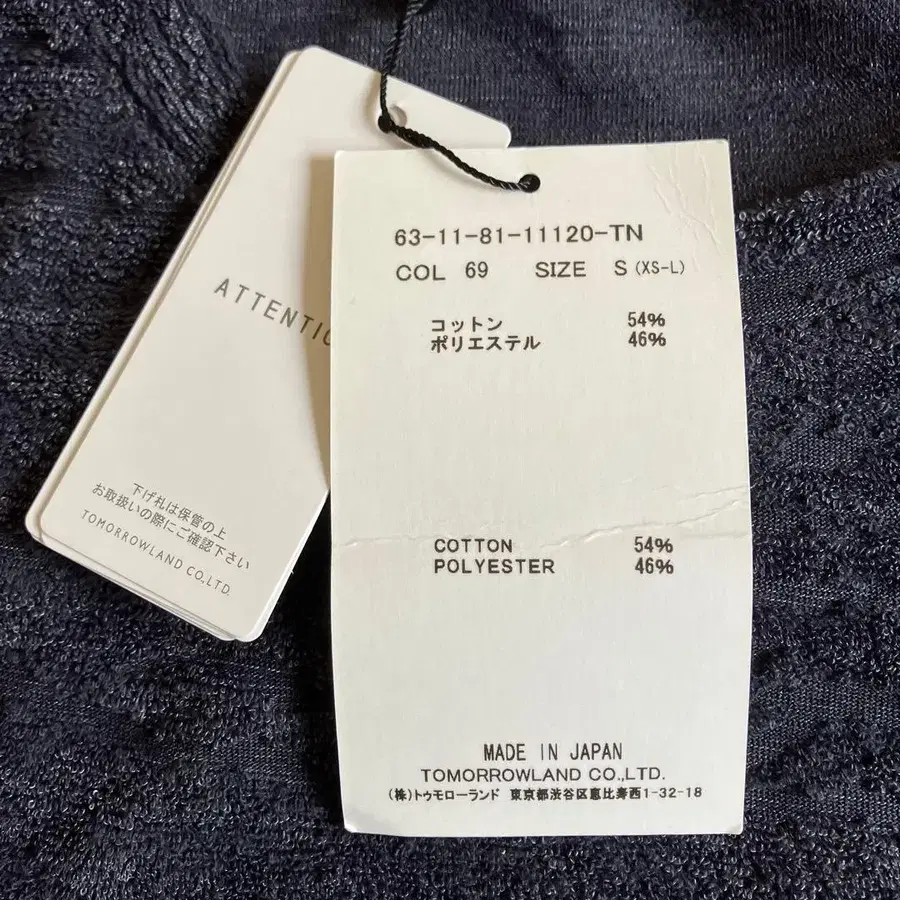 ATTENTIO
下げ札は保管の上
お取扱いの際にご確認下さい
TOMORROWLAND CO.,LTD.
63-11-81-11120-TN
COL 69 SIZE S (XS-L)
コットン 54%
ポリエステル 46%
COTTON 54%
POLYESTER 46%
MADE IN JAPAN
TOMORROWLAND CO.,LTD.
(株)トゥモローランド 東京都渋谷区恵比寿西1-32-18